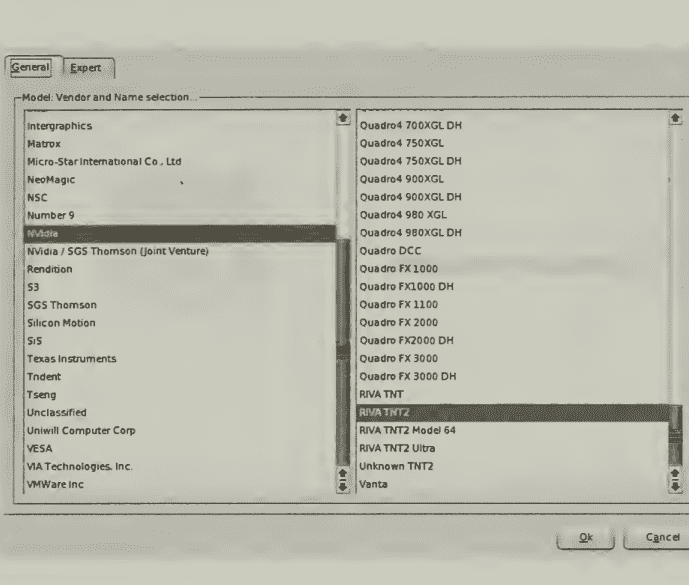 General
Expert
Model: Vendor and Name selection...
Intergraphics
Matrox
Micro-Star International Co., Ltd
NeoMagic
NSC
Number 9
NVidia
NVidia / SGS Thomson (Joint Venture)
Rendition
S3
SGS Thomson
Silicon Motion
SiS
Texas Instruments
Trident
Tseng
Unclassified
Uniwill Computer Corp
VESA
VIA Technologies, Inc.
VMWare Inc
Quadro4 700XGL DH
Quadro4 750XGL
Quadro4 750XGL DH
Quadro4 900XGL
Quadro4 900XGL DH
Quadro4 980 XGL
Quadro4 980XGL DH
Quadro DCC
Quadro FX 1000
Quadro FX1000 DH
Quadro FX 1100
Quadro FX 2000
Quadro FX2000 DH
Quadro FX 3000
Quadro FX 3000 DH
RIVA TNT
RIVA TNT2
RIVA TNT2 Model 64
RIVA TNT2 Ultra
Unknown TNT2
Vanta
Ok
Cancel